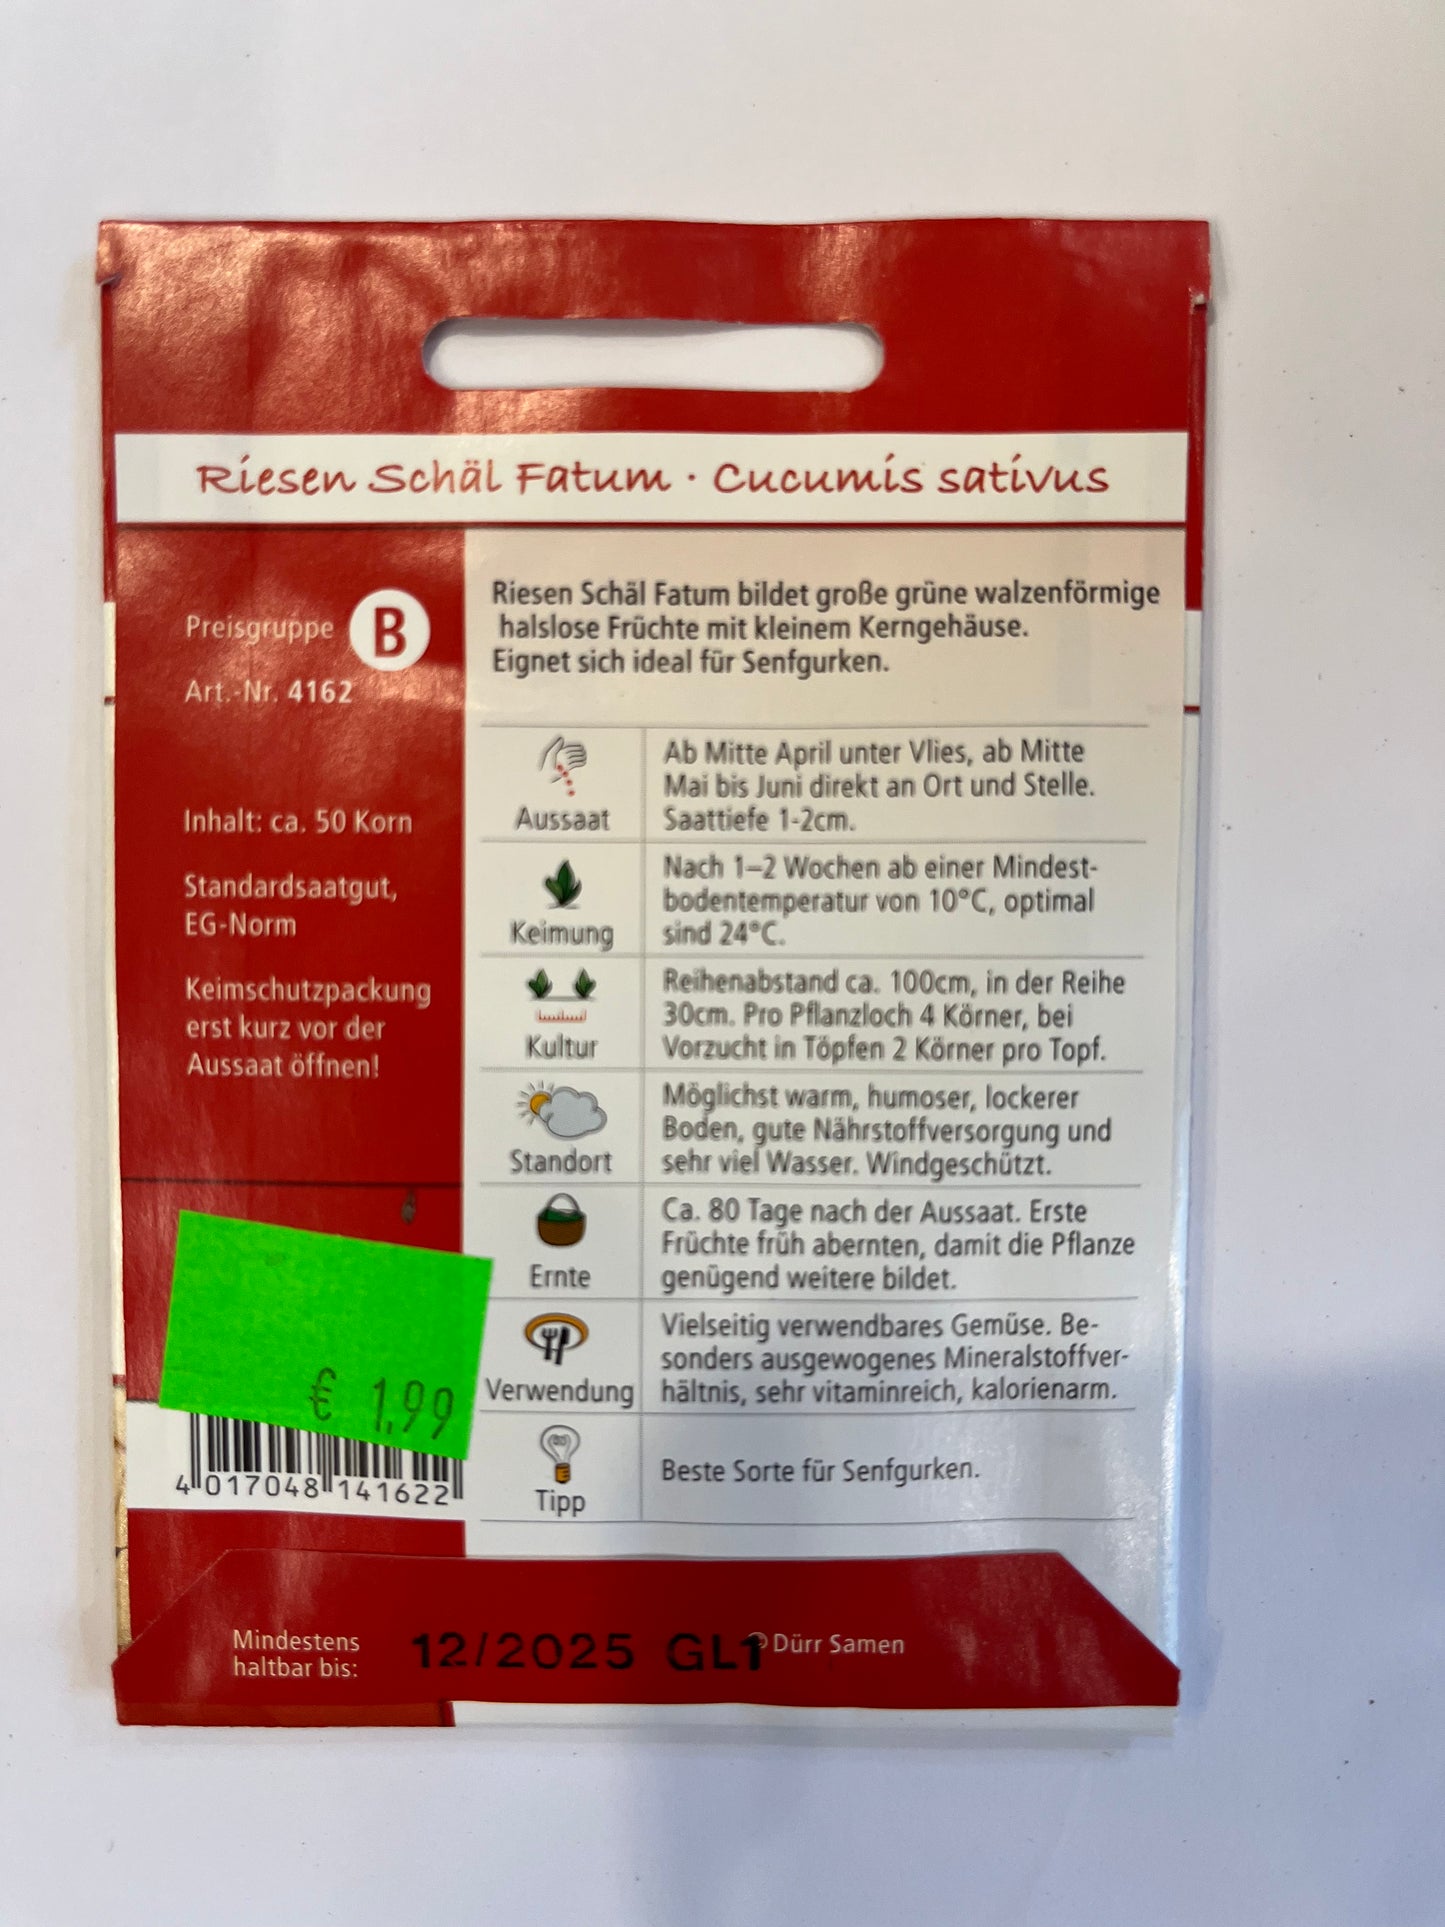 Riesen Schäl Fatum · Cucumis sativus
Preisgruppe B
Art.-Nr. 4162
Inhalt: ca. 50 Korn
Standardsaatgut,
EG-Norm
Keimschutzpackung
erst kurz vor der
Aussaat öffnen!
€ 1,99
4 017048 141622
Riesen Schäl Fatum bildet große grüne walzenförmige
halslose Früchte mit kleinem Kerngehäuse.
Eignet sich ideal für Senfgurken.
Aussaat
Ab Mitte April unter Vlies, ab Mitte
Mai bis Juni direkt an Ort und Stelle.
Saattiefe 1-2cm.
Keimung
Nach 1–2 Wochen ab einer Mindest-
bodentemperatur von 10°C, optimal
sind 24°C.
Kultur
Reihenabstand ca. 100cm, in der Reihe
30cm. Pro Pflanzloch 4 Körner, bei
Vorzucht in Töpfen 2 Körner pro Topf.
Standort
Möglichst warm, humoser, lockerer
Boden, gute Nährstoffversorgung und
sehr viel Wasser. Windgeschützt.
Ernte
Ca. 80 Tage nach der Aussaat. Erste
Früchte früh abernten, damit die Pflanze
genügend weitere bildet.
Verwendung
Vielseitig verwendbares Gemüse. Be-
sonders ausgewogenes Mineralstoffver-
hältnis, sehr vitaminreich, kalorienarm.
Tipp
Beste Sorte für Senfgurken.
Mindestens
haltbar bis:
12/2025 GL1
© Dürr Samen